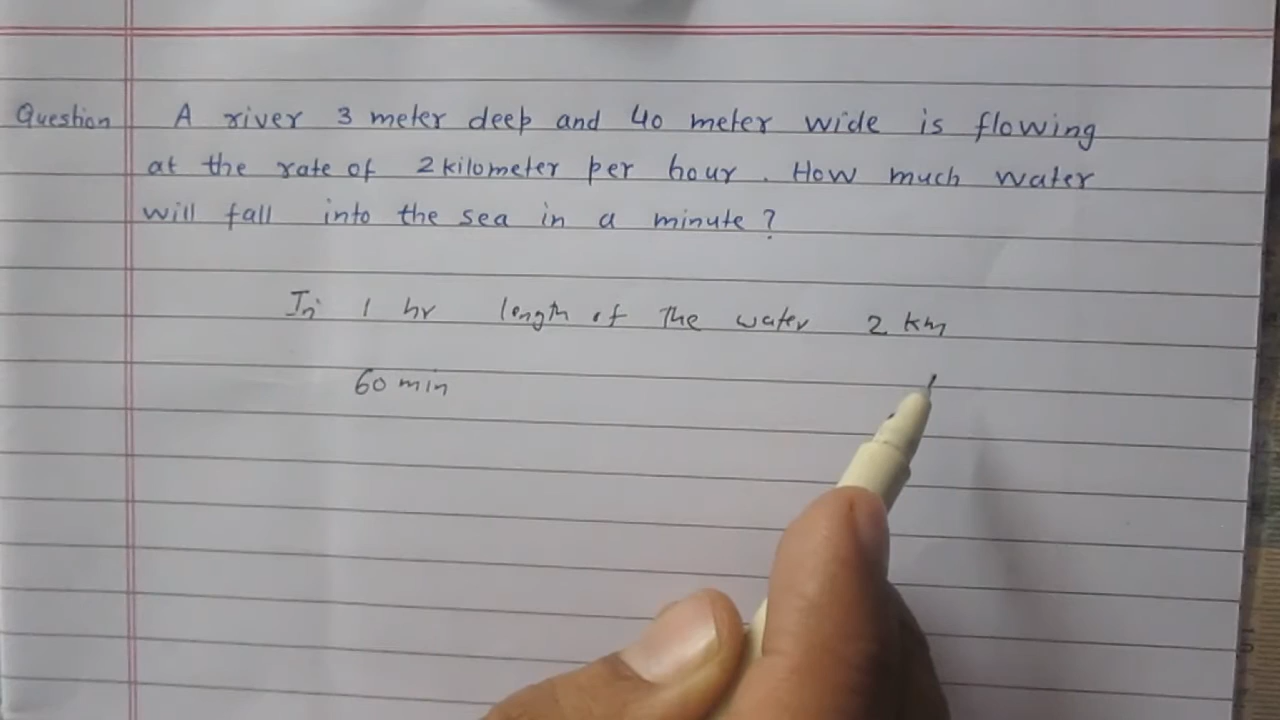 Question A river 3 meter deep and 40 meter wide is flowing
at the rate of 2 kilometer per hour. How much water
will fall into the sea in a minute?
In 1 hr length of the water 2 km
60 min